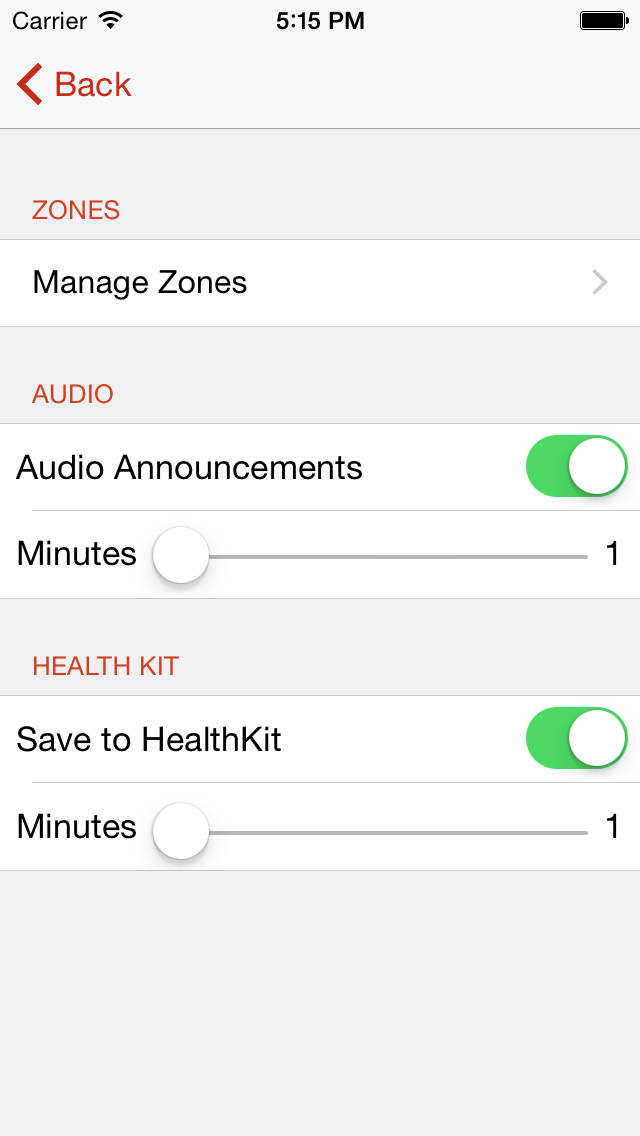 Carrier 5:15 PM
Back
ZONES
Manage Zones
AUDIO
Audio Announcements
Minutes 1
HEALTH KIT
Save to HealthKit
Minutes 1